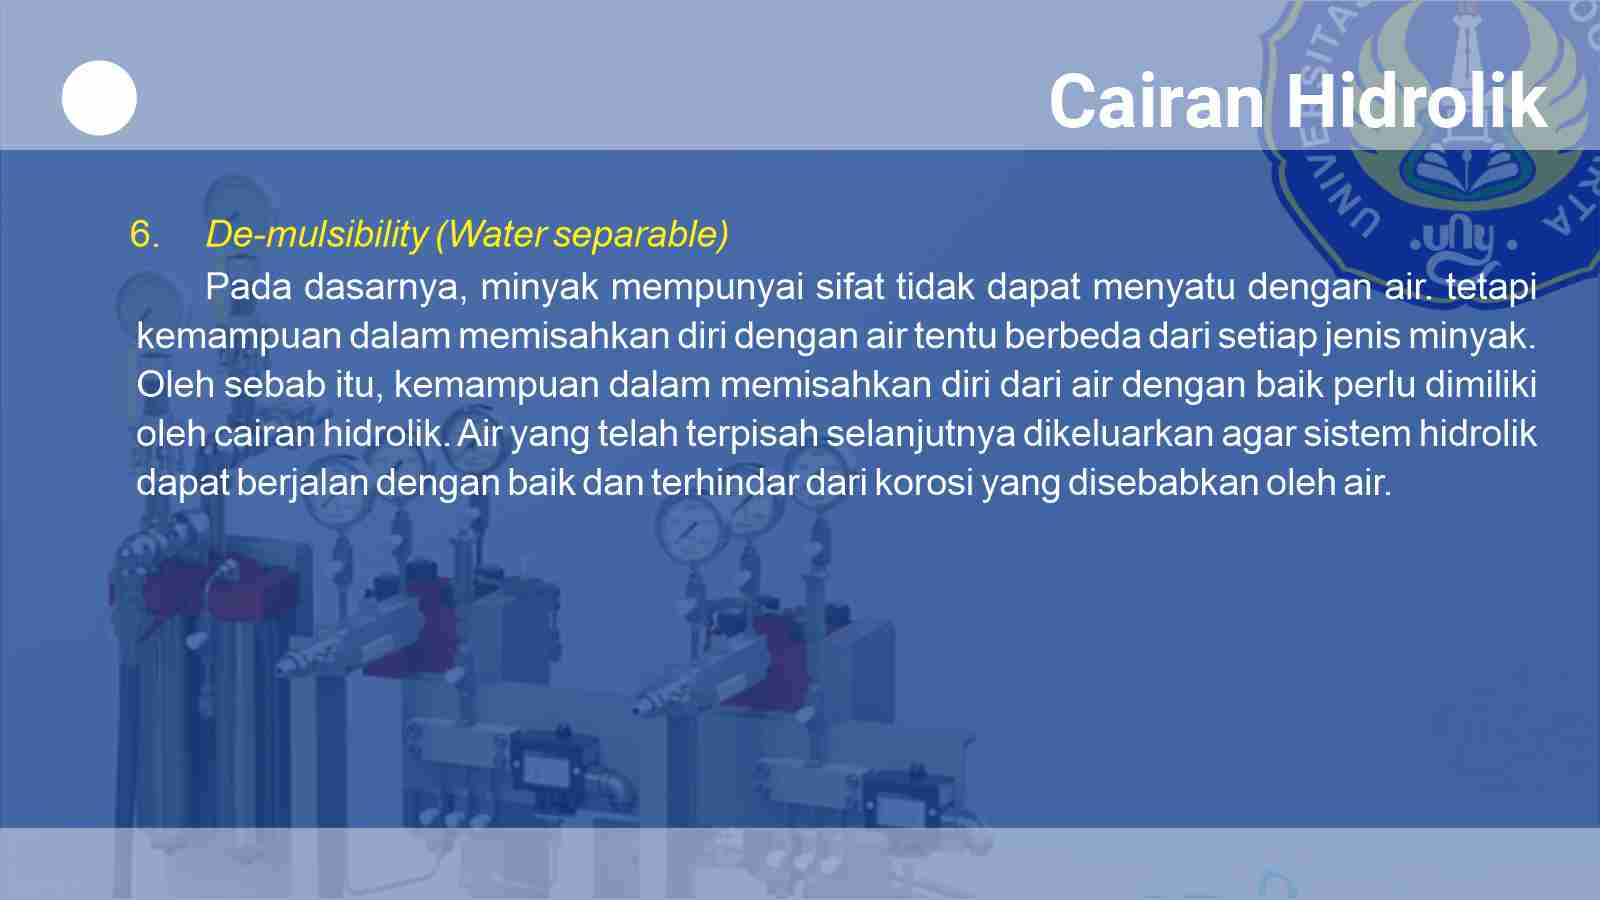 Cairan Hidrolik
6. De-mulsibility (Water separable)
Pada dasarnya, minyak mempunyai sifat tidak dapat menyatu dengan air. tetapi
kemampuan dalam memisahkan diri dengan air tentu berbeda dari setiap jenis minyak.
Oleh sebab itu, kemampuan dalam memisahkan diri dari air dengan baik perlu dimiliki
oleh cairan hidrolik. Air yang telah terpisah selanjutnya dikeluarkan agar sistem hidrolik
dapat berjalan dengan baik dan terhindar dari korosi yang disebabkan oleh air.
UNIVERSITAS
uny